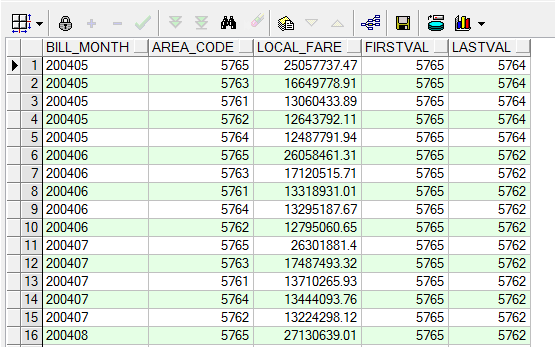 BILL_MONTH AREA_CODE LOCAL_FARE FIRSTVAL LASTVAL
1 200405 5765 25057737.47 5765 5764
2 200405 5763 16649778.91 5765 5764
3 200405 5761 13060433.89 5765 5764
4 200405 5762 12643792.11 5765 5764
5 200405 5764 12487791.94 5765 5764
6 200406 5765 26058461.31 5765 5762
7 200406 5763 17120515.71 5765 5762
8 200406 5761 13318931.01 5765 5762
9 200406 5764 13295187.67 5765 5762
10 200406 5762 12795060.65 5765 5762
11 200407 5765 26301881.4 5765 5762
12 200407 5763 17487493.32 5765 5762
13 200407 5761 13710265.93 5765 5762
14 200407 5764 13444093.76 5765 5762
15 200407 5762 13224298.12 5765 5762
16 200408 5765 27130639.01 5765 5762